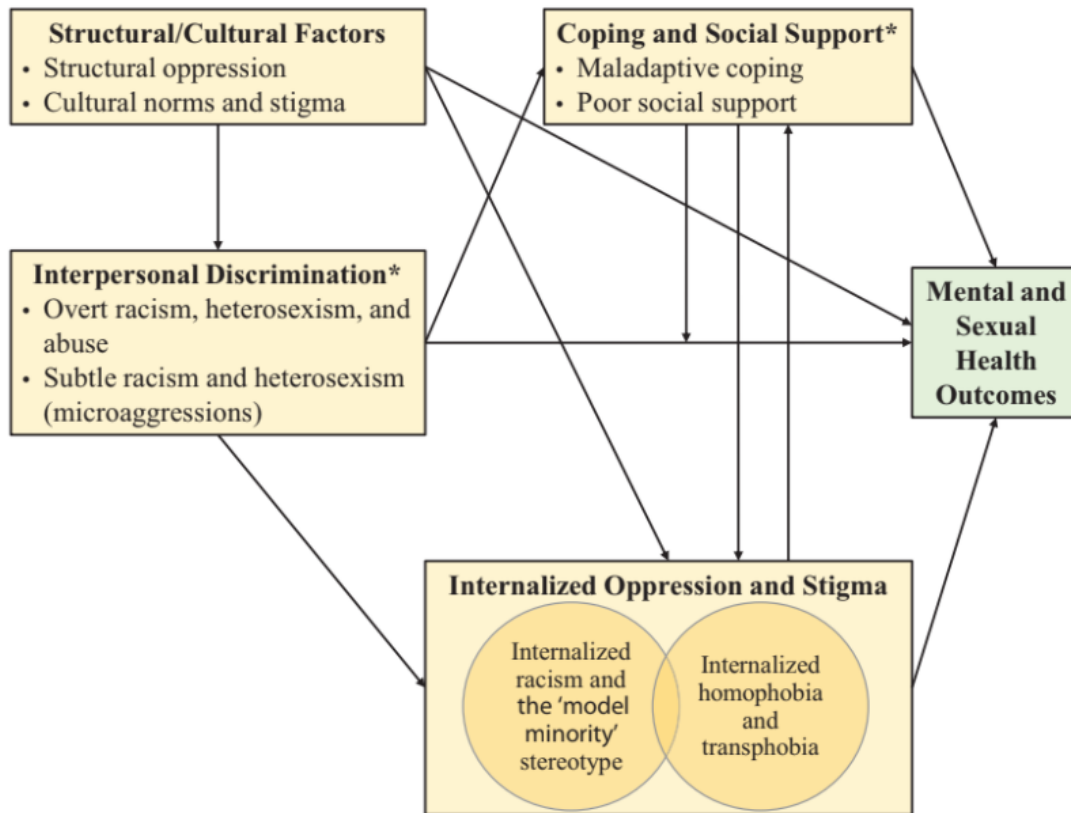 Structural/Cultural Factors
• Structural oppression
• Cultural norms and stigma
Coping and Social Support*
• Maladaptive coping
• Poor social support
Interpersonal Discrimination*
• Overt racism, heterosexism, and
abuse
• Subtle racism and heterosexism
(microaggressions)
Mental and
Sexual
Health
Outcomes
Internalized Oppression and Stigma
Internalized
racism and
the ‘model
minority’
stereotype
Internalized
homophobia
and
transphobia